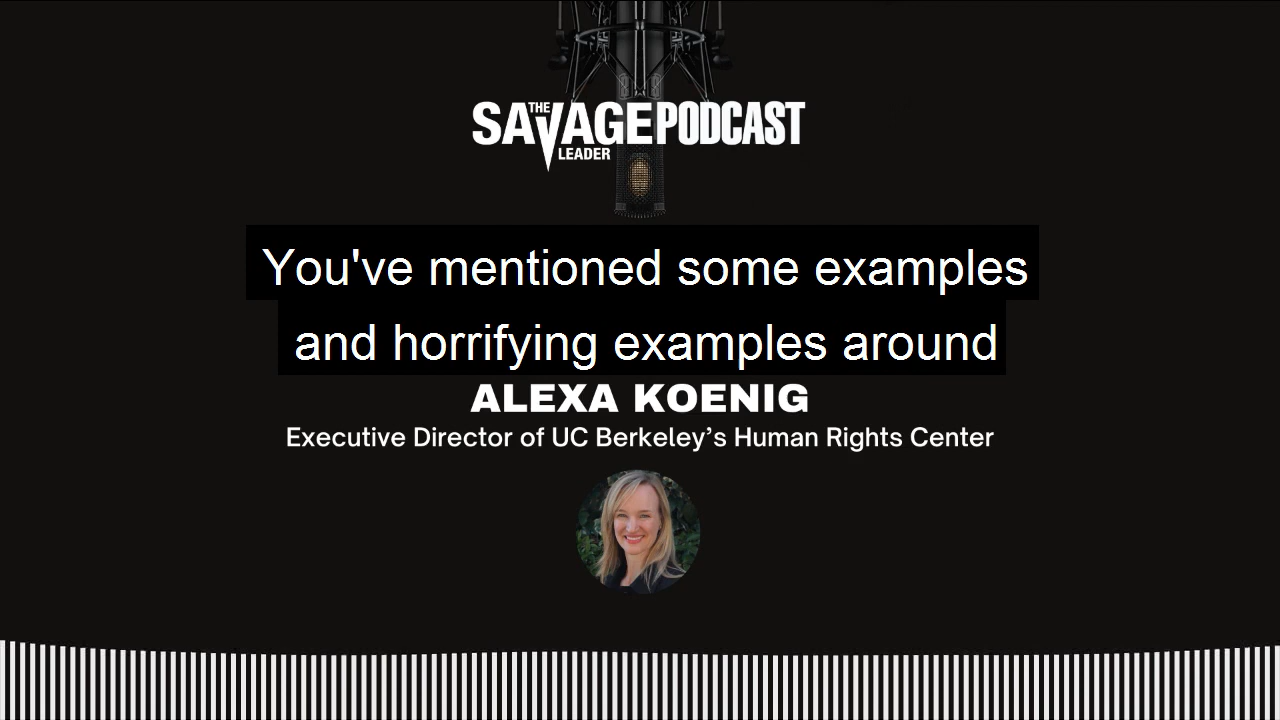 THE
SAVAGE PODCAST
LEADER
You've mentioned some examples
and horrifying examples around
ALEXA KOENIG
Executive Director of UC Berkeley’s Human Rights Center